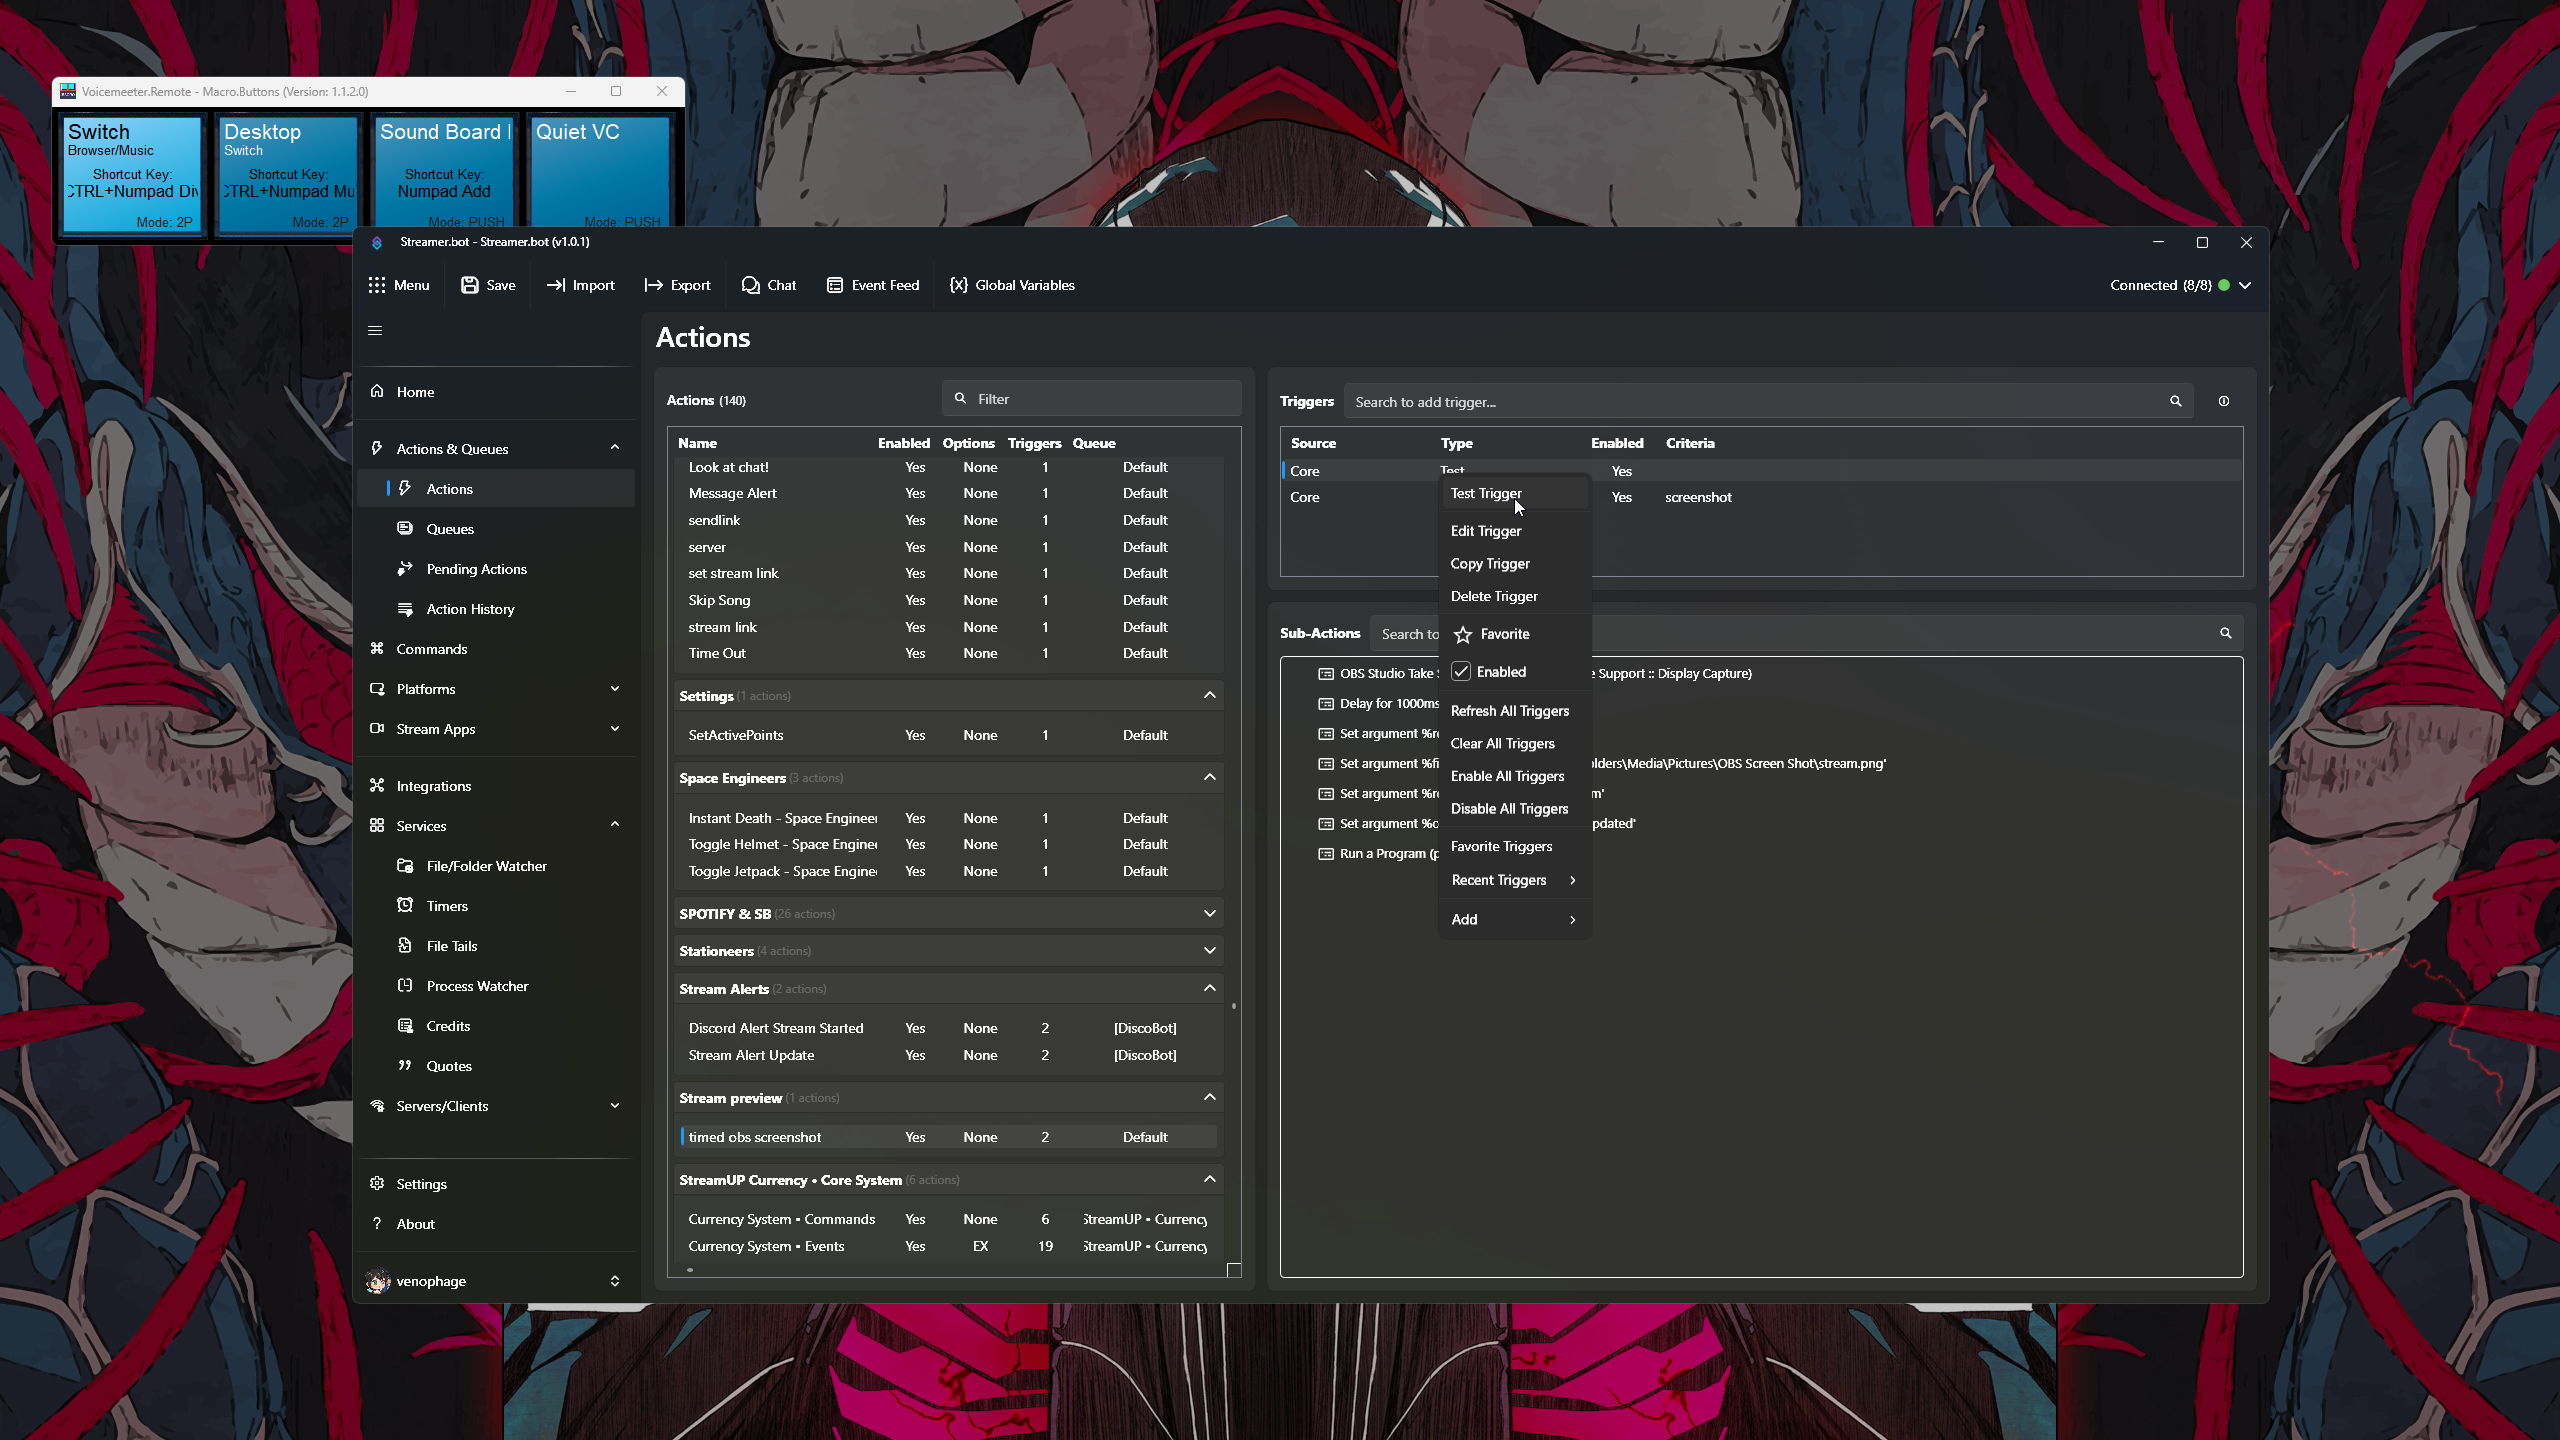 Voicemeeter.Remote - Macro.Buttons (Version: 1.1.2.0)
Switch
Browser/Music
Shortcut Key:
CTRL+Numpad Div
Mode: 2P
Desktop
Switch
Shortcut Key:
CTRL+Numpad Mu
Mode: 2P
Sound Board
Shortcut Key:
Numpad Add
Mode: PUSH
Quiet VC
Mode: PUSH
Streamer.bot - Streamer.bot (v1.0.1)
Menu
Save
Import
Export
Chat
Event Feed
{x} Global Variables
Connected (8/8)
Home
Actions & Queues
Actions
Queues
Pending Actions
Action History
Commands
Platforms
Stream Apps
Integrations
Services
File/Folder Watcher
Timers
File Tails
Process Watcher
Credits
Quotes
Servers/Clients
Settings
? About
venophage
Actions
Actions (140)
Filter
Name Enabled Options Triggers Queue
Look at chat! Yes None 1 Default
Message Alert Yes None 1 Default
sendlink Yes None 1 Default
server Yes None 1 Default
set stream link Yes None 1 Default
Skip Song Yes None 1 Default
stream link Yes None 1 Default
Time Out Yes None 1 Default
Settings (1 actions)
SetActivePoints Yes None 1 Default
Space Engineers (3 actions)
Instant Death - Space Engineer Yes None 1 Default
Toggle Helmet - Space Engine Yes None 1 Default
Toggle Jetpack - Space Engine Yes None 1 Default
SPOTIFY & SB (26 actions)
Stationeers (4 actions)
Stream Alerts (2 actions)
Discord Alert Stream Started Yes None 2 [DiscoBot]
Stream Alert Update Yes None 2 [DiscoBot]
Stream preview (1 actions)
timed obs screenshot Yes None 2 Default
StreamUP Currency • Core System (6 actions)
Currency System • Commands Yes None 6 StreamUP • Currency
Currency System • Events Yes EX 19 StreamUP • Currency
Triggers Search to add trigger...
Source Type Enabled Criteria
Core Test Yes
Core Yes screenshot
Test Trigger
Edit Trigger
Copy Trigger
Delete Trigger
Favorite
Enabled
Refresh All Triggers
Clear All Triggers
Enable All Triggers
Disable All Triggers
Favorite Triggers
Recent Triggers
Add
Sub-Actions Search to
OBS Studio Take Support :: Display Capture)
Delay for 1000ms
Set argument %re
Set argument %fi lders\Media\Pictures\OBS Screen Shot\stream.png'
Set argument %re m'
Set argument %c pdated'
Run a Program (p